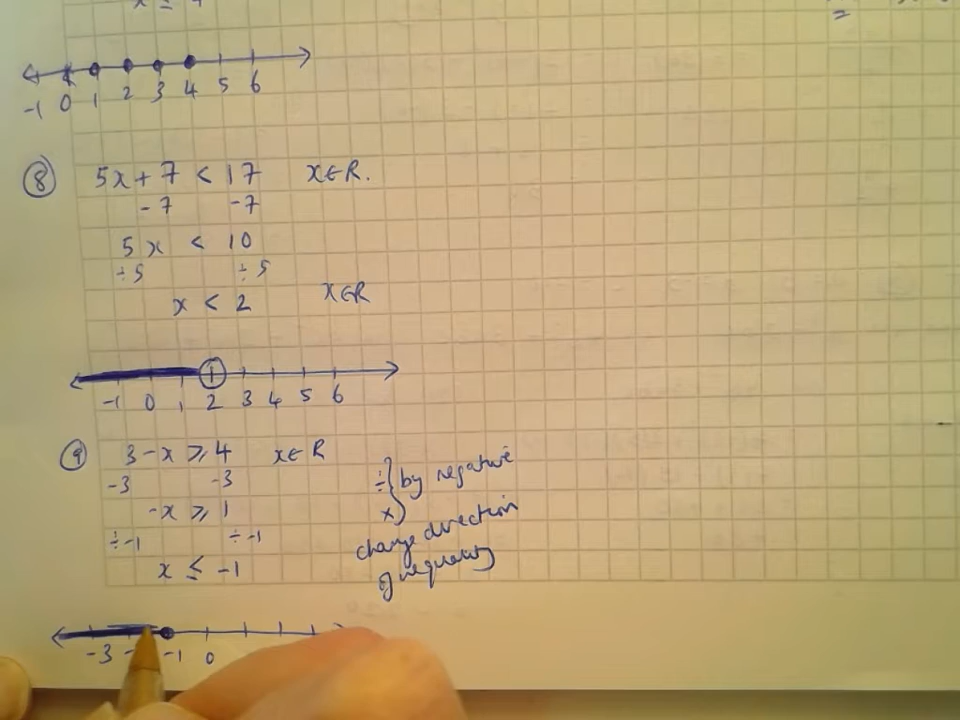 -1 0 1 2 3 4 5 6
8 5x + 7 < 17 x∈R.
-7 -7
5x < 10
÷5 ÷5
x < 2 x∈R
-1 0 1 2 3 4 5 6
9 3 - x ≥ 4 x∈R
-3 -3
-x ≥ 1
÷-1 ÷-1
x ≤ -1
÷ } by negative
x
change direction
of inequality
-3 -1 0